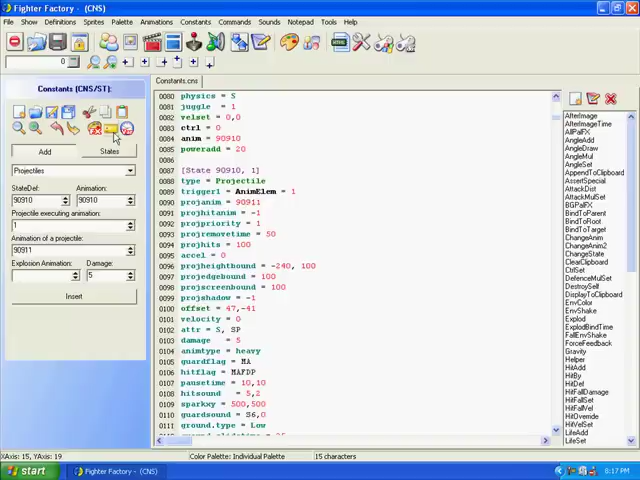 Fighter Factory - (CNS)
File Show Definitions Sprites Palette Animations Constants Commands Sounds Notepad Tools Help
0
Constants (CNS/ST):
Add States
Projectiles
StateDef: Animation:
90910 90910
Projectile executing animation:
1
Animation of a projectile:
90911
Explosion Animation: Damage:
5
Insert
Constants.cns
0080 physics = S
0081 juggle = 1
0082 velset = 0,0
0083 ctrl = 0
0084 anim = 90910
0085 poweradd = 20
0086
0087 [State 90910, 1]
0088 type = Projectile
0089 trigger1 = AnimElem = 1
0090 projanim = 90911
0091 projhitanim = -1
0092 projpriority = 1
0093 projremovetime = 50
0094 projhits = 100
0095 accel = 0
0096 projheightbound = -240, 100
0097 projedgebound = 100
0098 projscreenbound = 100
0099 projshadow = -1
0100 offset = 47,-41
0101 velocity = 0
0102 attr = S, SP
0103 damage = 5
0104 animtype = heavy
0105 guardflag = MA
0106 hitflag = MAFDP
0107 pausetime = 10,10
0108 hitsound = 5,2
0109 sparkxy = 500,500
0110 guardsound = S6,0
0111 ground.type = Low
AfterImage
AfterImageTime
AllPalFX
AngleAdd
AngleDraw
AngleMul
AngleSet
AppendToClipboard
AssertSpecial
AttackDist
AttackMulSet
BGPalFX
BindToParent
BindToRoot
BindToTarget
ChangeAnim
ChangeAnim2
ChangeState
ClearClipboard
CtrlSet
DefenceMulSet
DestroySelf
DisplayToClipboard
EnvColor
EnvShake
Explod
ExplodBindTime
FallEnvShake
ForceFeedback
Gravity
Helper
HitAdd
HitBy
HitDef
HitFallDamage
HitFallSet
HitFallVel
HitOverride
HitVelSet
LifeAdd
LifeSet
XAxis: 15, YAxis: 19 Color Palette: Individual Palette 15 characters
start Fighter Factory - (CNS) 8:17 PM